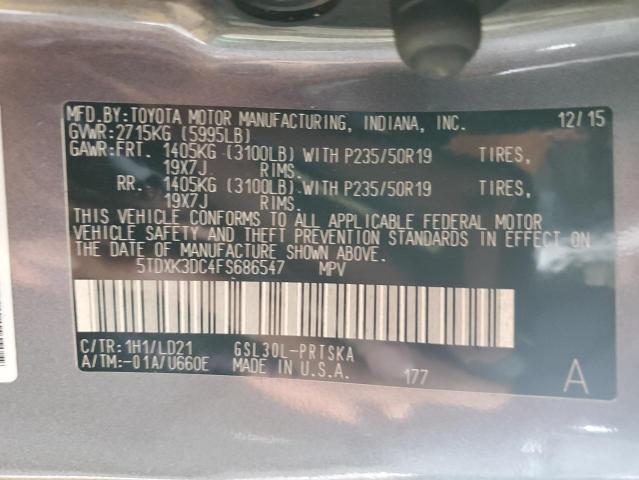 MFD.BY:TOYOTA MOTOR MANUFACTURING, INDIANA, INC. 12/15
GVWR:2715KG (5995LB)
GAWR:FRT. 1405KG (3100LB) WITH P235/50R19 TIRES,
19X7J RIMS.
RR. 1405KG (3100LB).WITH P235/50R19 TIRES,
19X7J RIMS.
THIS VEHICLE CONFORMS TO ALL APPLICABLE FEDERAL MOTOR
VEHICLE SAFETY AND THEFT PREVENTION STANDARDS IN EFFECT ON
THE DATE OF MANUFACTURE SHOWN ABOVE.
5TDXK3DC4FS686547 MPV
C/TR:1H1/LD21 GSL30L-PRTSKA
A/TM:-01A/U660E MADE IN U.S.A. 177 A